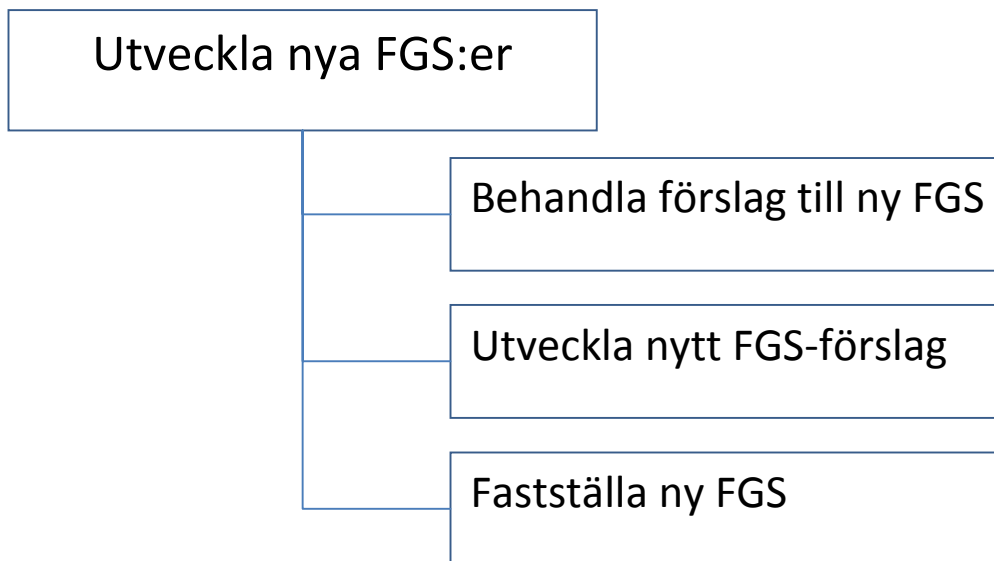 Utveckla nya FGS:er
Behandla förslag till ny FGS
Utveckla nytt FGS-förslag
Fastställa ny FGS